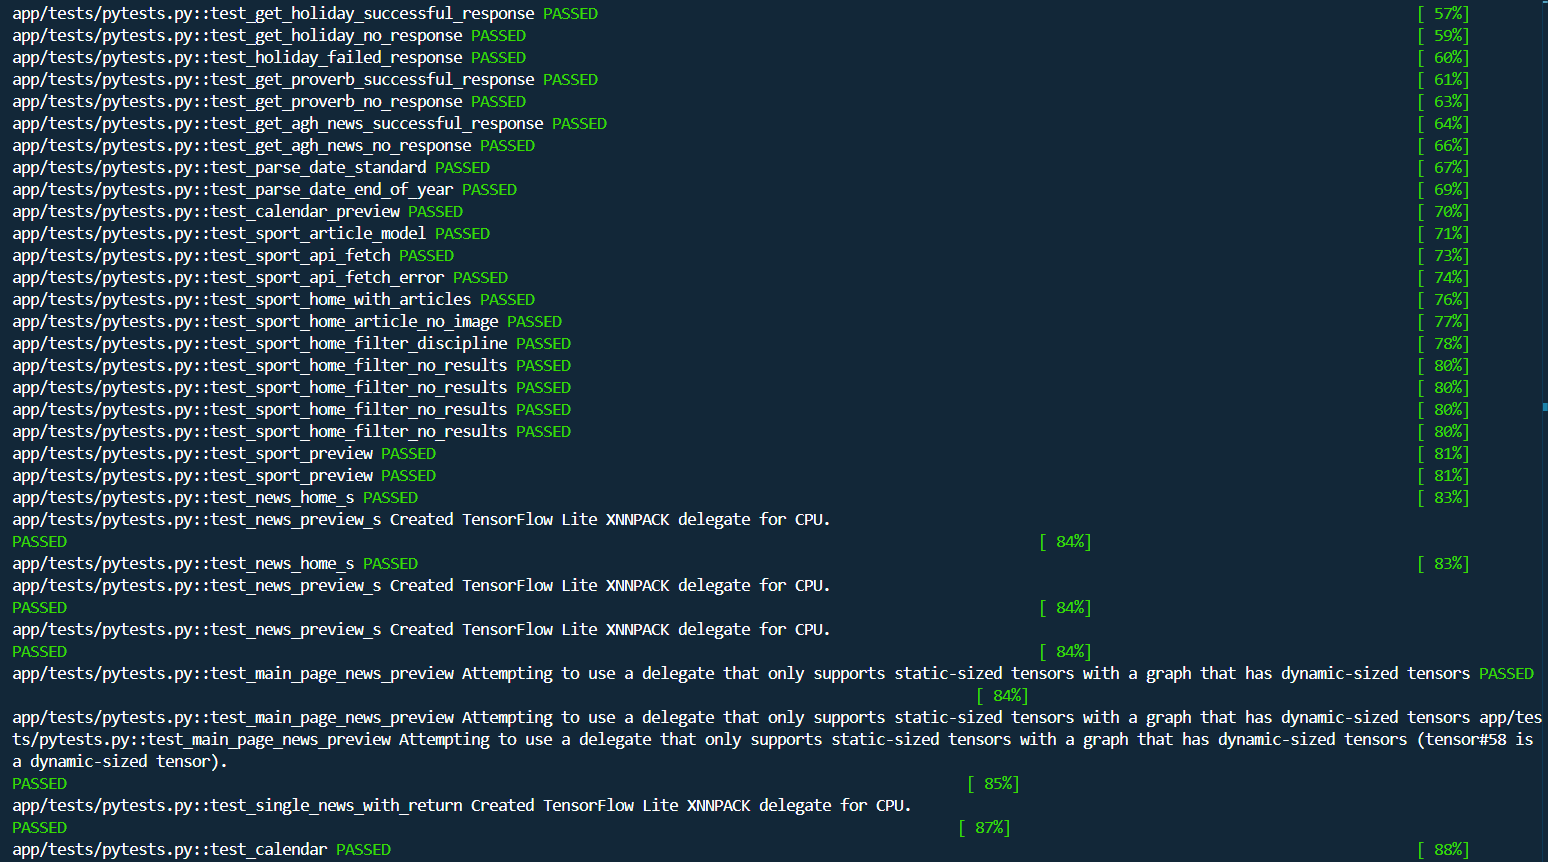 app/tests/pytests.py::test_get_holiday_successful_response PASSED [ 57%]
app/tests/pytests.py::test_get_holiday_no_response PASSED [ 59%]
app/tests/pytests.py::test_holiday_failed_response PASSED [ 60%]
app/tests/pytests.py::test_get_proverb_successful_response PASSED [ 61%]
app/tests/pytests.py::test_get_proverb_no_response PASSED [ 63%]
app/tests/pytests.py::test_get_agh_news_successful_response PASSED [ 64%]
app/tests/pytests.py::test_get_agh_news_no_response PASSED [ 66%]
app/tests/pytests.py::test_parse_date_standard PASSED [ 67%]
app/tests/pytests.py::test_parse_date_end_of_year PASSED [ 69%]
app/tests/pytests.py::test_calendar_preview PASSED [ 70%]
app/tests/pytests.py::test_sport_article_model PASSED [ 71%]
app/tests/pytests.py::test_sport_api_fetch PASSED [ 73%]
app/tests/pytests.py::test_sport_api_fetch_error PASSED [ 74%]
app/tests/pytests.py::test_sport_home_with_articles PASSED [ 76%]
app/tests/pytests.py::test_sport_home_article_no_image PASSED [ 77%]
app/tests/pytests.py::test_sport_home_filter_discipline PASSED [ 78%]
app/tests/pytests.py::test_sport_home_filter_no_results PASSED [ 80%]
app/tests/pytests.py::test_sport_home_filter_no_results PASSED [ 80%]
app/tests/pytests.py::test_sport_home_filter_no_results PASSED [ 80%]
app/tests/pytests.py::test_sport_home_filter_no_results PASSED [ 80%]
app/tests/pytests.py::test_sport_preview PASSED [ 81%]
app/tests/pytests.py::test_sport_preview PASSED [ 81%]
app/tests/pytests.py::test_news_home_s PASSED [ 83%]
app/tests/pytests.py::test_news_preview_s Created TensorFlow Lite XNNPACK delegate for CPU.
PASSED [ 84%]
app/tests/pytests.py::test_news_home_s PASSED [ 83%]
app/tests/pytests.py::test_news_preview_s Created TensorFlow Lite XNNPACK delegate for CPU.
PASSED [ 84%]
app/tests/pytests.py::test_news_preview_s Created TensorFlow Lite XNNPACK delegate for CPU.
PASSED [ 84%]
app/tests/pytests.py::test_main_page_news_preview Attempting to use a delegate that only supports static-sized tensors with a graph that has dynamic-sized tensors PASSED
[ 84%]
app/tests/pytests.py::test_main_page_news_preview Attempting to use a delegate that only supports static-sized tensors with a graph that has dynamic-sized tensors app/tes
ts/pytests.py::test_main_page_news_preview Attempting to use a delegate that only supports static-sized tensors with a graph that has dynamic-sized tensors (tensor#58 is
a dynamic-sized tensor).
PASSED [ 85%]
app/tests/pytests.py::test_single_news_with_return Created TensorFlow Lite XNNPACK delegate for CPU.
PASSED [ 87%]
app/tests/pytests.py::test_calendar PASSED [ 88%]